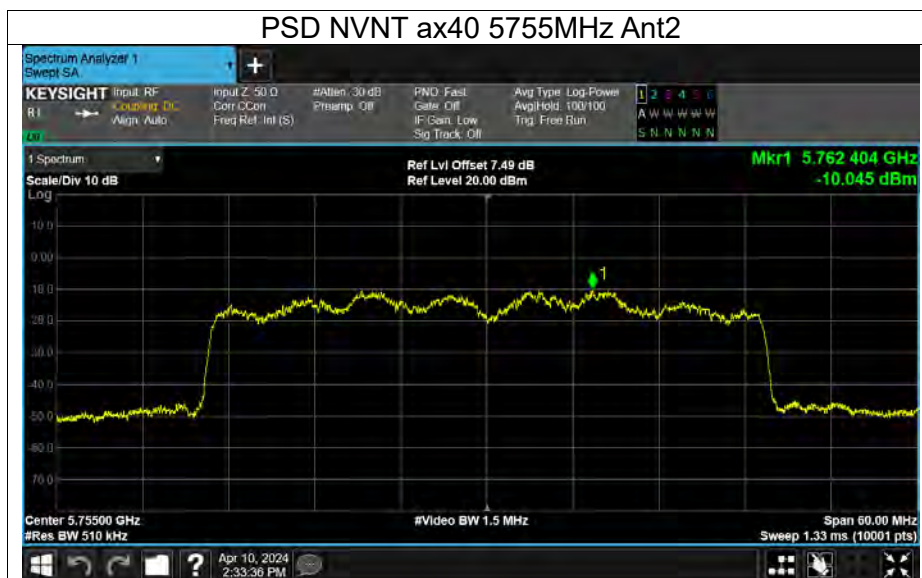 PSD NVNT ax40 5755MHz Ant2
Spectrum Analyzer 1
Swept SA
+
KEYSIGHT
R L
Input: RF
Coupling: DC
Align: Auto
Input Z: 50 Ω
Corr CCorr
Freq Ref: Int (S)
#Atten: 30 dB
Preamp: Off
PNO: Fast
Gate: Off
IF Gain: Low
Sig Track: Off
Avg Type: Log-Power
Avg|Hold: 100/100
Trig: Free Run
1 2 3 4 5 6
A W W W W W
S N N N N N
1 Spectrum
Scale/Div 10 dB
Log
Ref Lvl Offset 7.49 dB
Ref Level 20.00 dBm
Mkr1 5.762 404 GHz
-10.045 dBm
10.0
0.00
-10.0
-20.0
-30.0
-40.0
-50.0
-60.0
-70.0
1
Center 5.75500 GHz
#Res BW 510 kHz
#Video BW 1.5 MHz
Span 60.00 MHz
Sweep 1.33 ms (10001 pts)
?
Apr 10, 2024
2:33:36 PM